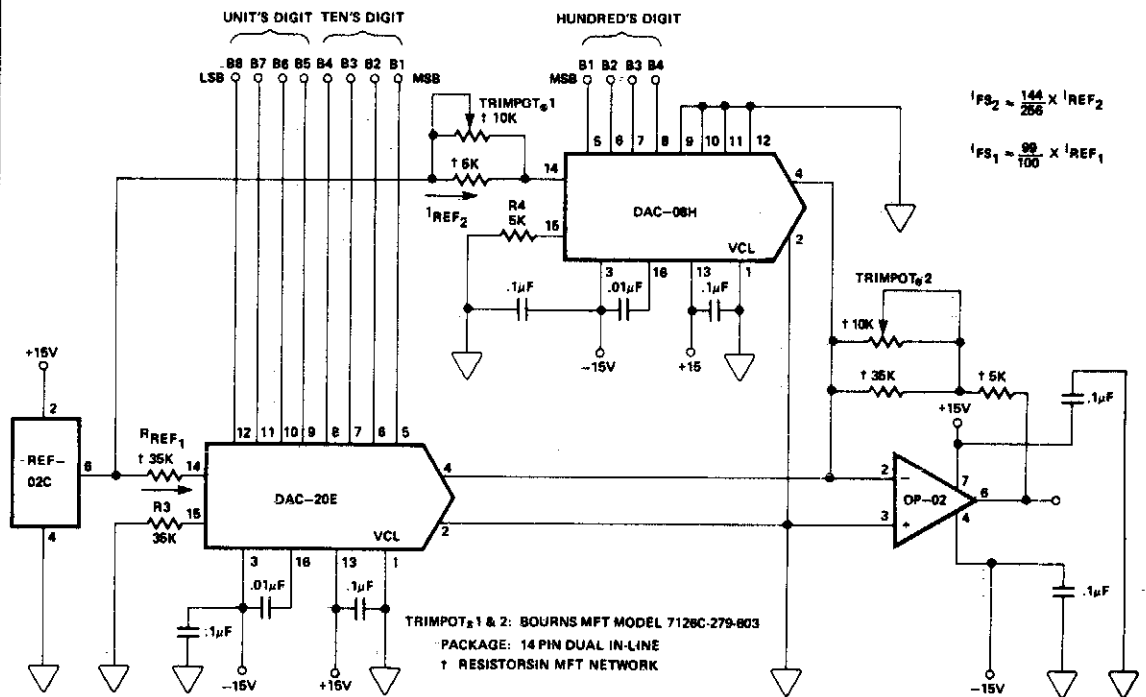 UNIT'S DIGIT TEN'S DIGIT
HUNDRED'S DIGIT
B8 B7 B6 B5 B4 B3 B2 B1
LSB
MSB
B1 B2 B3 B4
MSB
TRIMPOT®1
† 10K
† 6K
IREF2
5 6 7 8 9 10 11 12
14
DAC-08H
4
2
R4
5K
15
VCL
3 16 13 1
.1µF
.01µF
.1µF
-15V
+15
IFS2 = 144/256 X IREF2
IFS1 = 99/100 X IREF1
TRIMPOT®2
† 10K
† 35K
† 5K
+15V
.1µF
+15V
2
REF-
02C
6
4
RREF1
† 35K
14
R3
35K
15
12 11 10 9 8 7 6 5
DAC-20E
4
2
VCL
3 16 13 1
.01µF
.1µF
.1µF
-15V
+15V
2
-
3
+
OP-02
7
6
4
.1µF
-15V
TRIMPOT® 1 & 2: BOURNS MFT MODEL 7126C-279-803
PACKAGE: 14 PIN DUAL IN-LINE
† RESISTORSIN MFT NETWORK